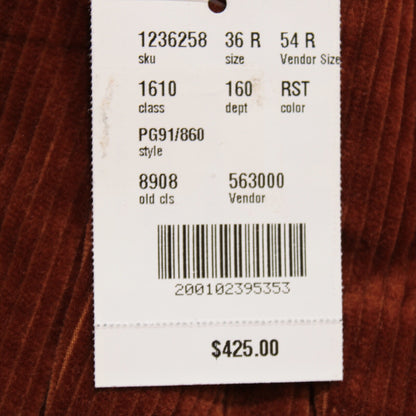 1236258 36 R 54 R
sku size Vendor Size
1610 160 RST
class dept color
PG91/860
style
8908 563000
old cls Vendor
200102395353
$425.00